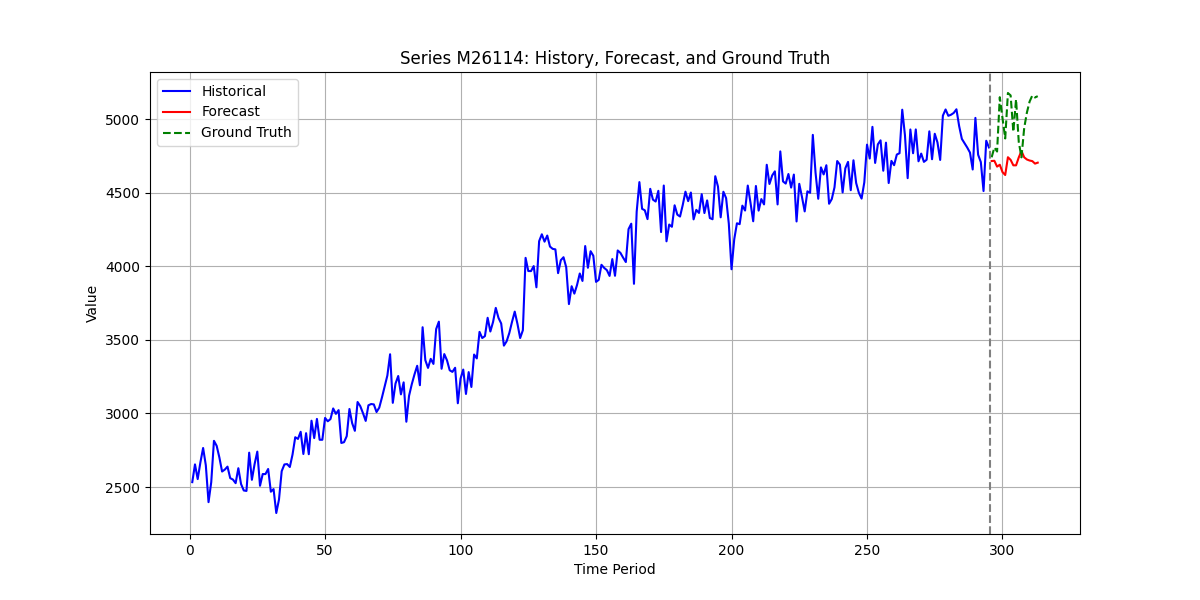 Series M26114: History, Forecast, and Ground Truth
Historical
Forecast
Ground Truth
5000
4500
4000
3500
3000
2500
Value
0 50 100 150 200 250 300
Time Period